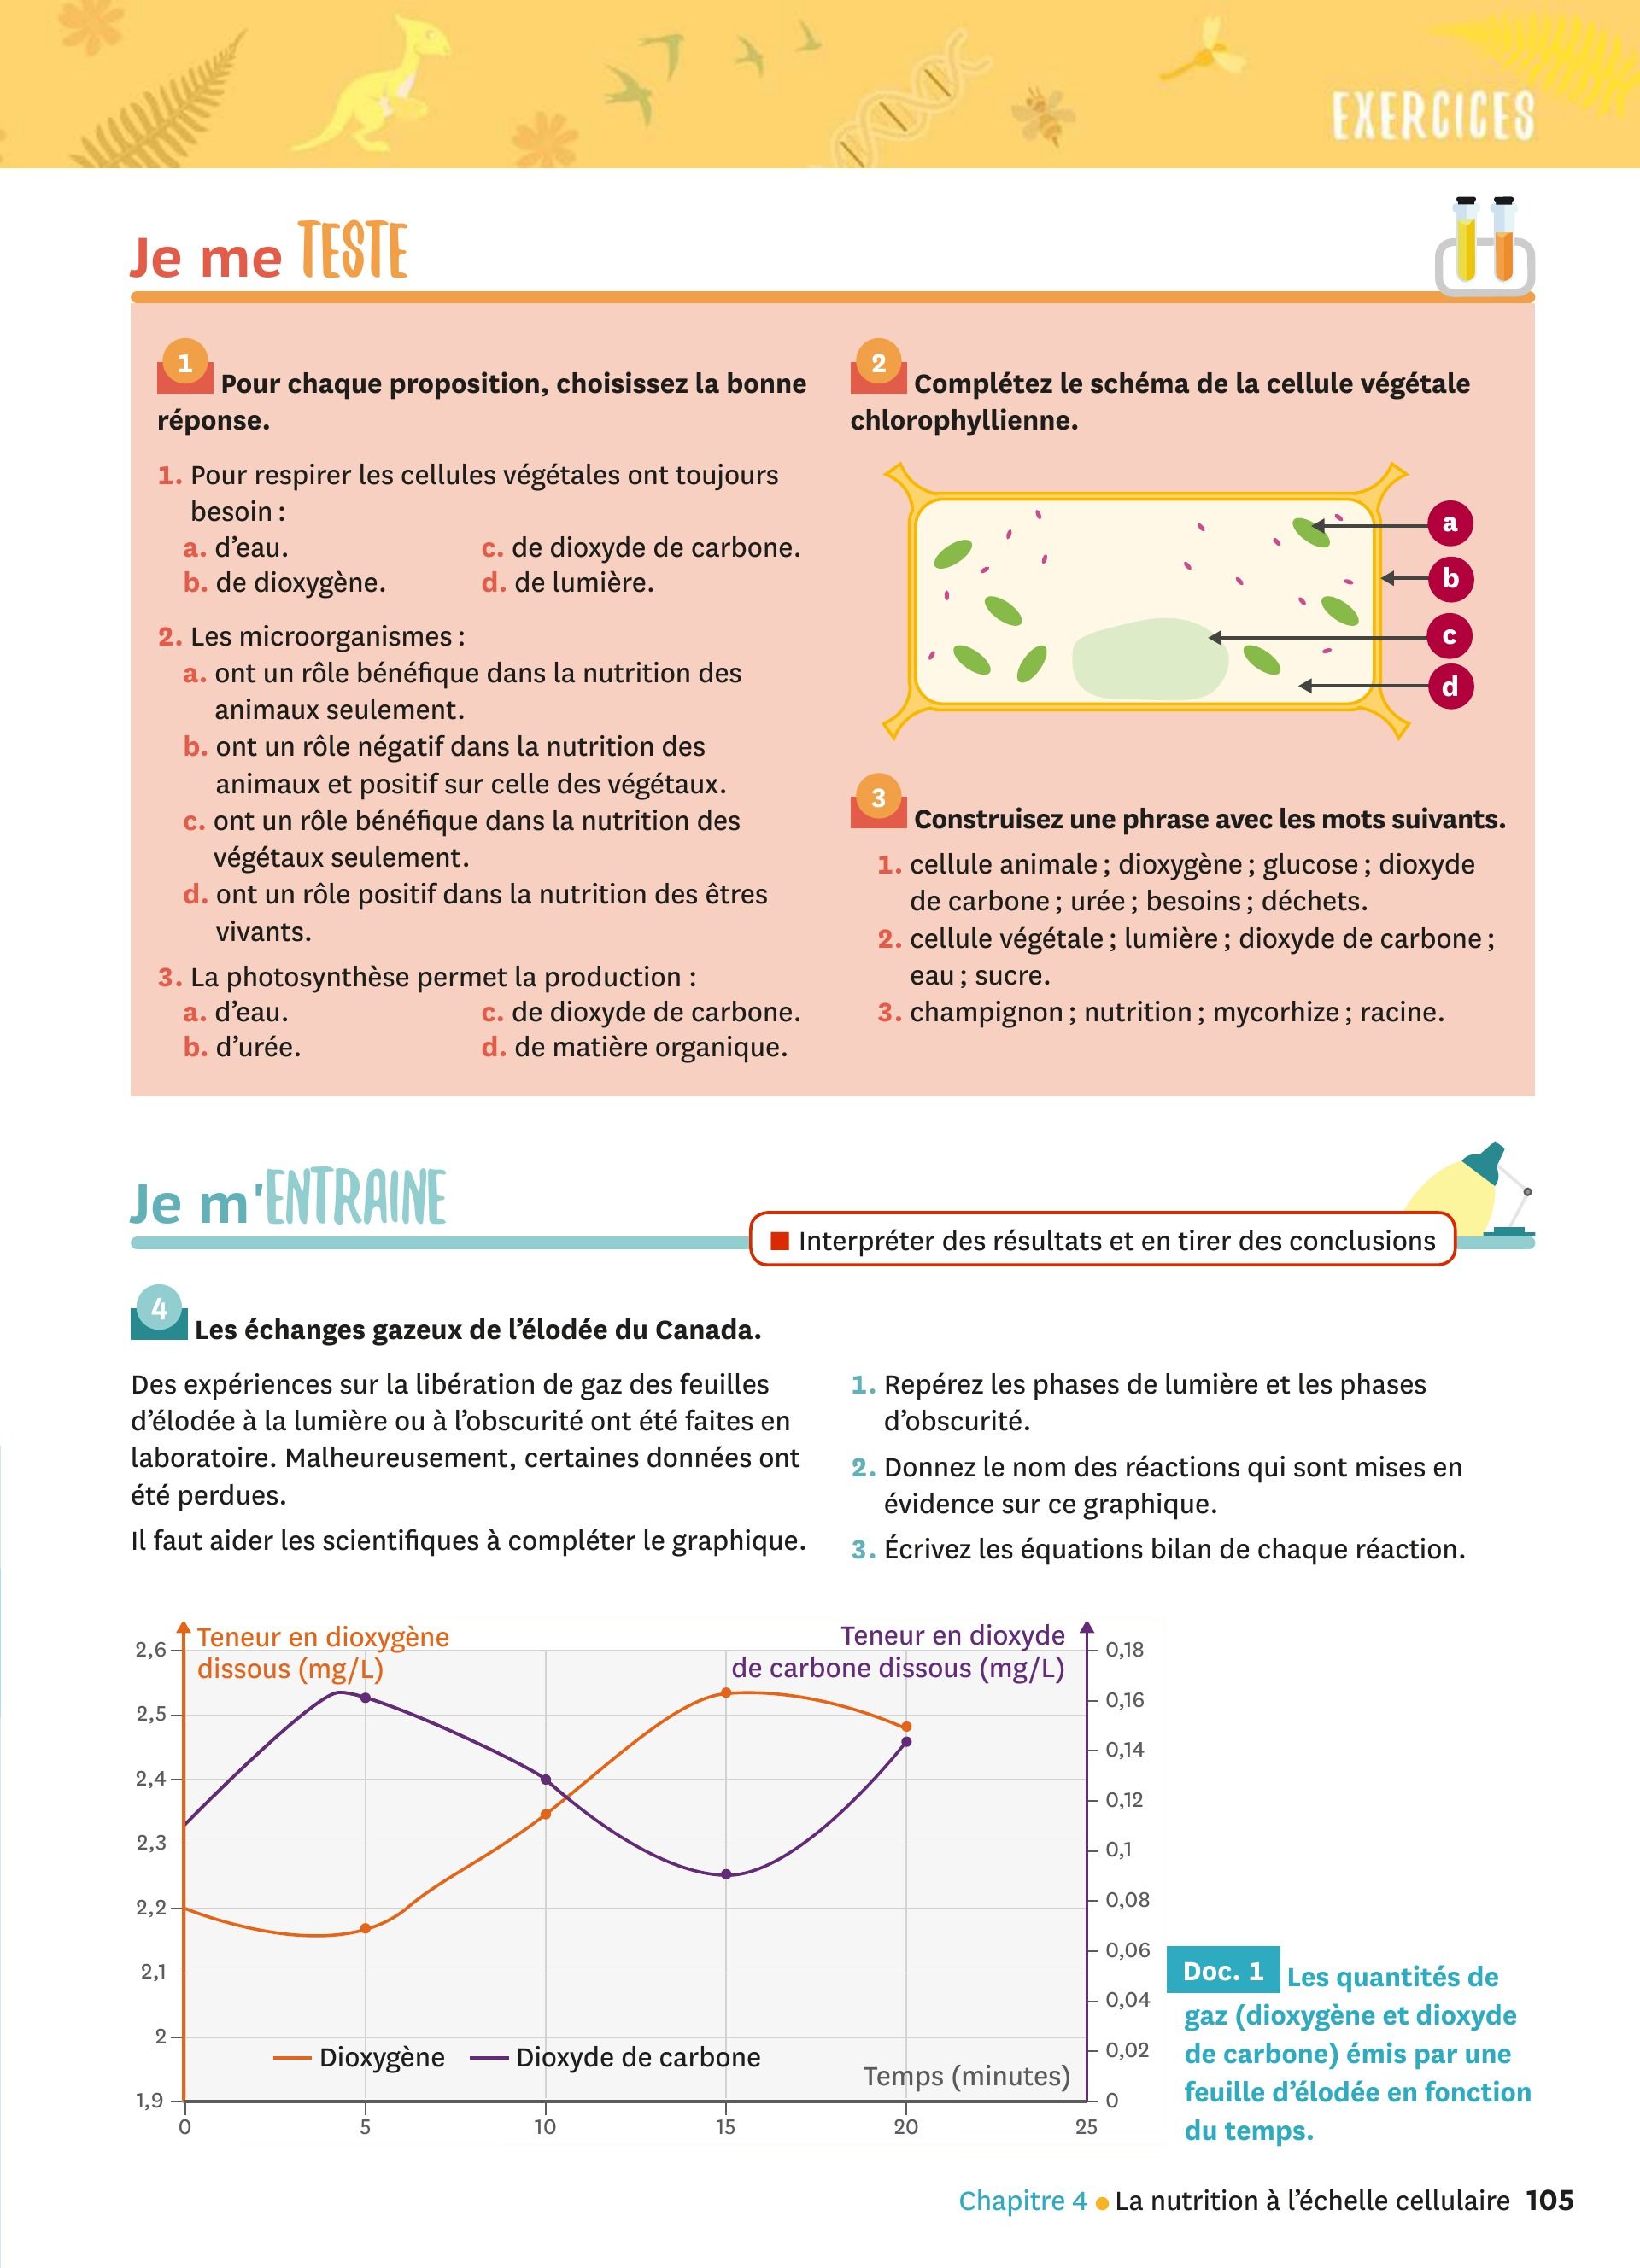 EXERCICES
Je me TESTE
1 Pour chaque proposition, choisissez la bonne
réponse.
1. Pour respirer les cellules végétales ont toujours
besoin :
a. d’eau.
c. de dioxyde de carbone.
b. de dioxygène.
d. de lumière.
2. Les microorganismes :
a. ont un rôle bénéfique dans la nutrition des
animaux seulement.
b. ont un rôle négatif dans la nutrition des
animaux et positif sur celle des végétaux.
c. ont un rôle bénéfique dans la nutrition des
végétaux seulement.
d. ont un rôle positif dans la nutrition des êtres
vivants.
3. La photosynthèse permet la production :
a. d’eau.
c. de dioxyde de carbone.
b. d’urée.
d. de matière organique.
2 Complétez le schéma de la cellule végétale
chlorophyllienne.
a
b
c
d
3 Construisez une phrase avec les mots suivants.
1. cellule animale ; dioxygène ; glucose ; dioxyde
de carbone ; urée ; besoins ; déchets.
2. cellule végétale ; lumière ; dioxyde de carbone ;
eau ; sucre.
3. champignon ; nutrition ; mycorhize ; racine.
Je m'ENTRAINE
Interpréter des résultats et en tirer des conclusions
4 Les échanges gazeux de l’élodée du Canada.
Des expériences sur la libération de gaz des feuilles
d’élodée à la lumière ou à l’obscurité ont été faites en
laboratoire. Malheureusement, certaines données ont
été perdues.
Il faut aider les scientifiques à compléter le graphique.
1. Repérez les phases de lumière et les phases
d’obscurité.
2. Donnez le nom des réactions qui sont mises en
évidence sur ce graphique.
3. Écrivez les équations bilan de chaque réaction.
Teneur en dioxygène
dissous (mg/L)
Teneur en dioxyde
de carbone dissous (mg/L)
2,6
2,5
2,4
2,3
2,2
2,1
2
1,9
0,18
0,16
0,14
0,12
0,1
0,08
0,06
0,04
0,02
0
Dioxygène
Dioxyde de carbone
Temps (minutes)
0
5
10
15
20
25
Doc. 1 Les quantités de
gaz (dioxygène et dioxyde
de carbone) émis par une
feuille d’élodée en fonction
du temps.
Chapitre 4 ● La nutrition à l’échelle cellulaire 105